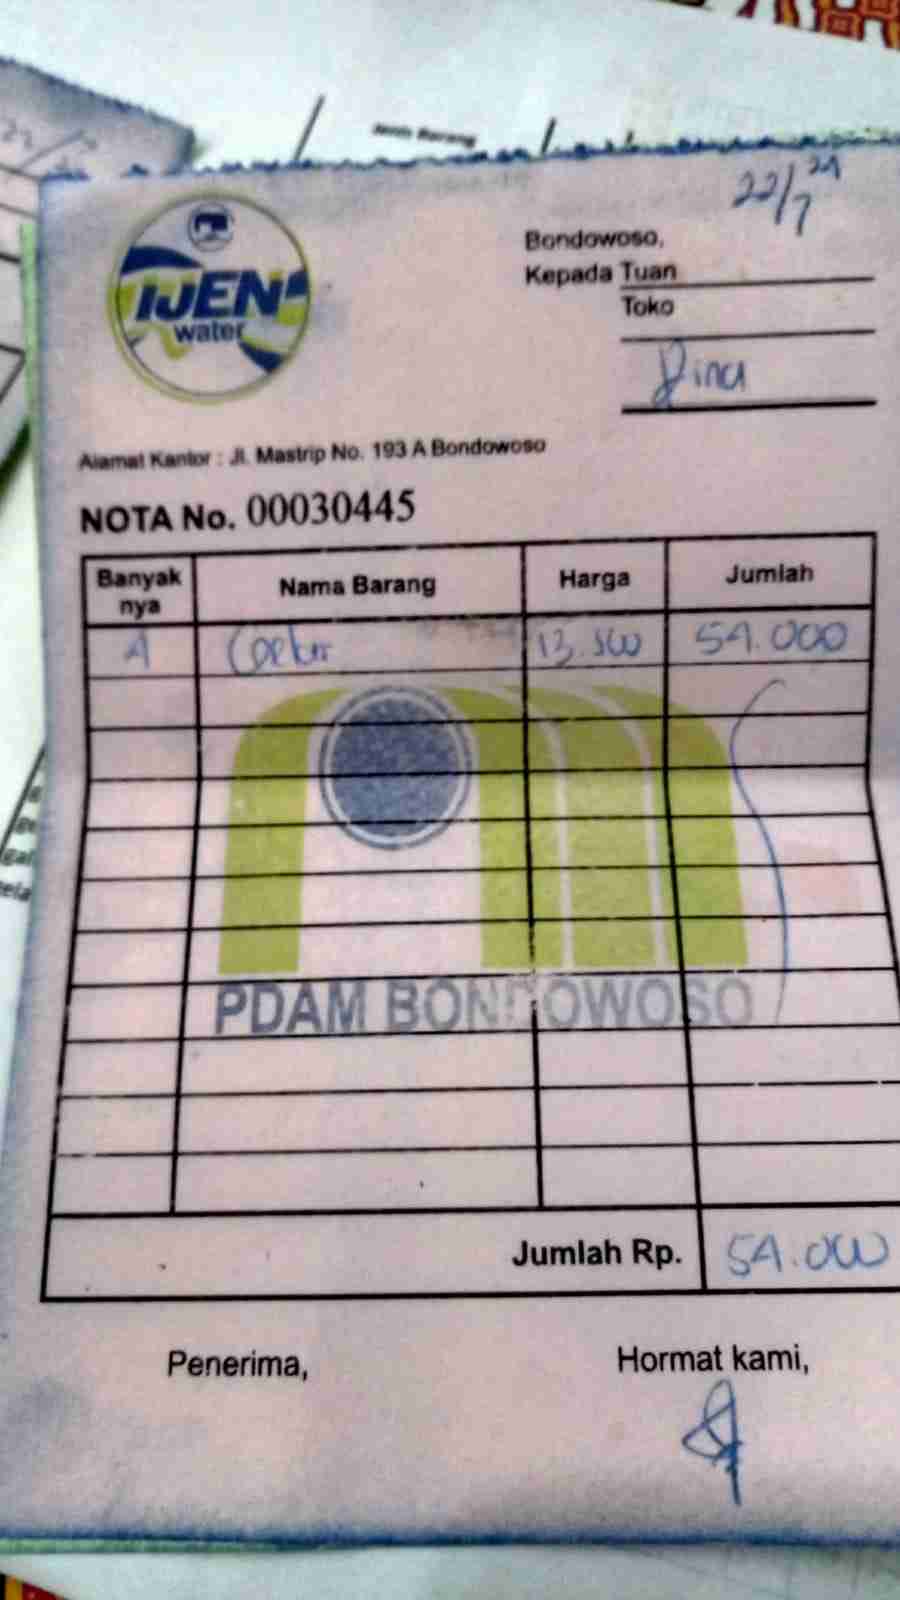 Jenis Barang
22/7 24
IJEN
water
Bondowoso,
Kepada Tuan
Toko
Alamat Kantor : Jl. Mastrip No. 193 A Bondowoso
NOTA No. 00030445
Banyak nya Nama Barang Harga Jumlah
4 13.500 54.000
PDAM BONDOWOSO
Jumlah Rp. 54.000
Penerima, Hormat kami,